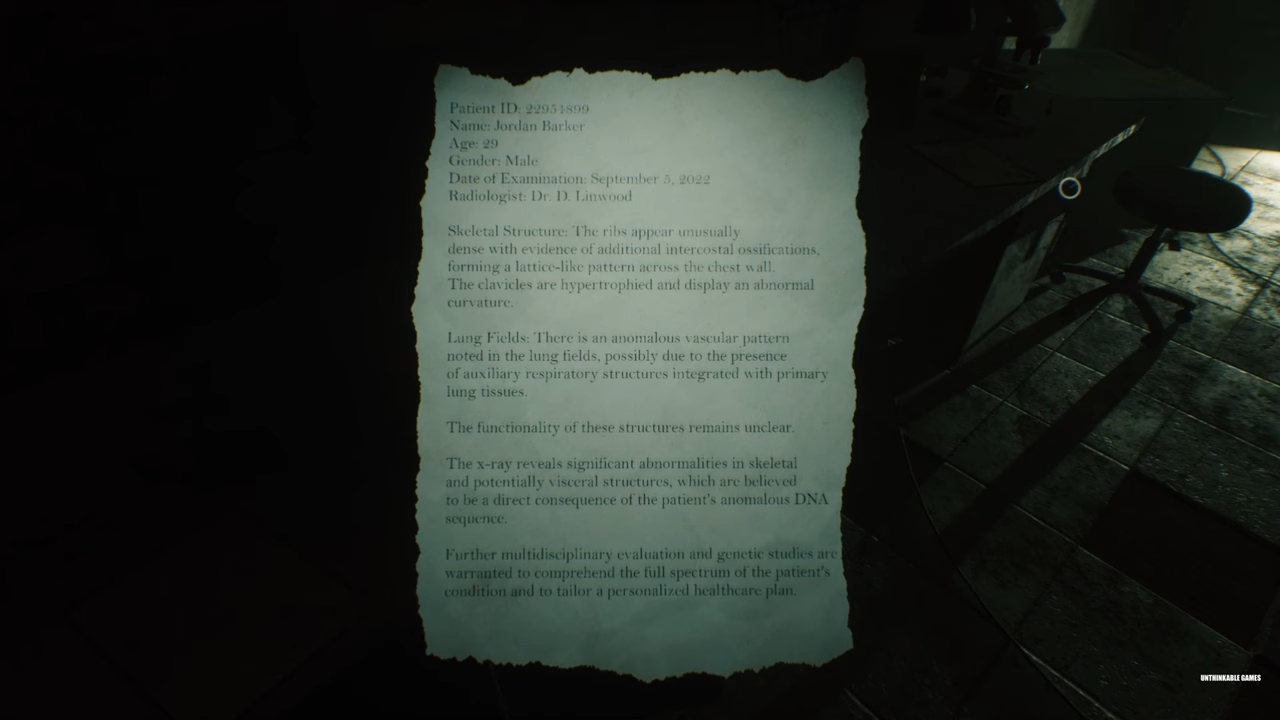 Patient ID: 22954899
Name: Jordan Barker
Age: 29
Gender: Male
Date of Examination: September 5, 2022
Radiologist: Dr. D. Linwood
Skeletal Structure: The ribs appear unusually
dense with evidence of additional intercostal ossifications,
forming a lattice-like pattern across the chest wall.
The clavicles are hypertrophied and display an abnormal
curvature.
Lung Fields: There is an anomalous vascular pattern
noted in the lung fields, possibly due to the presence
of auxiliary respiratory structures integrated with primary
lung tissues.
The functionality of these structures remains unclear.
The x-ray reveals significant abnormalities in skeletal
and potentially visceral structures, which are believed
to be a direct consequence of the patient's anomalous DNA
sequence.
Further multidisciplinary evaluation and genetic studies are
warranted to comprehend the full spectrum of the patient's
condition and to tailor a personalized healthcare plan.
UNTHINKABLE GAMES